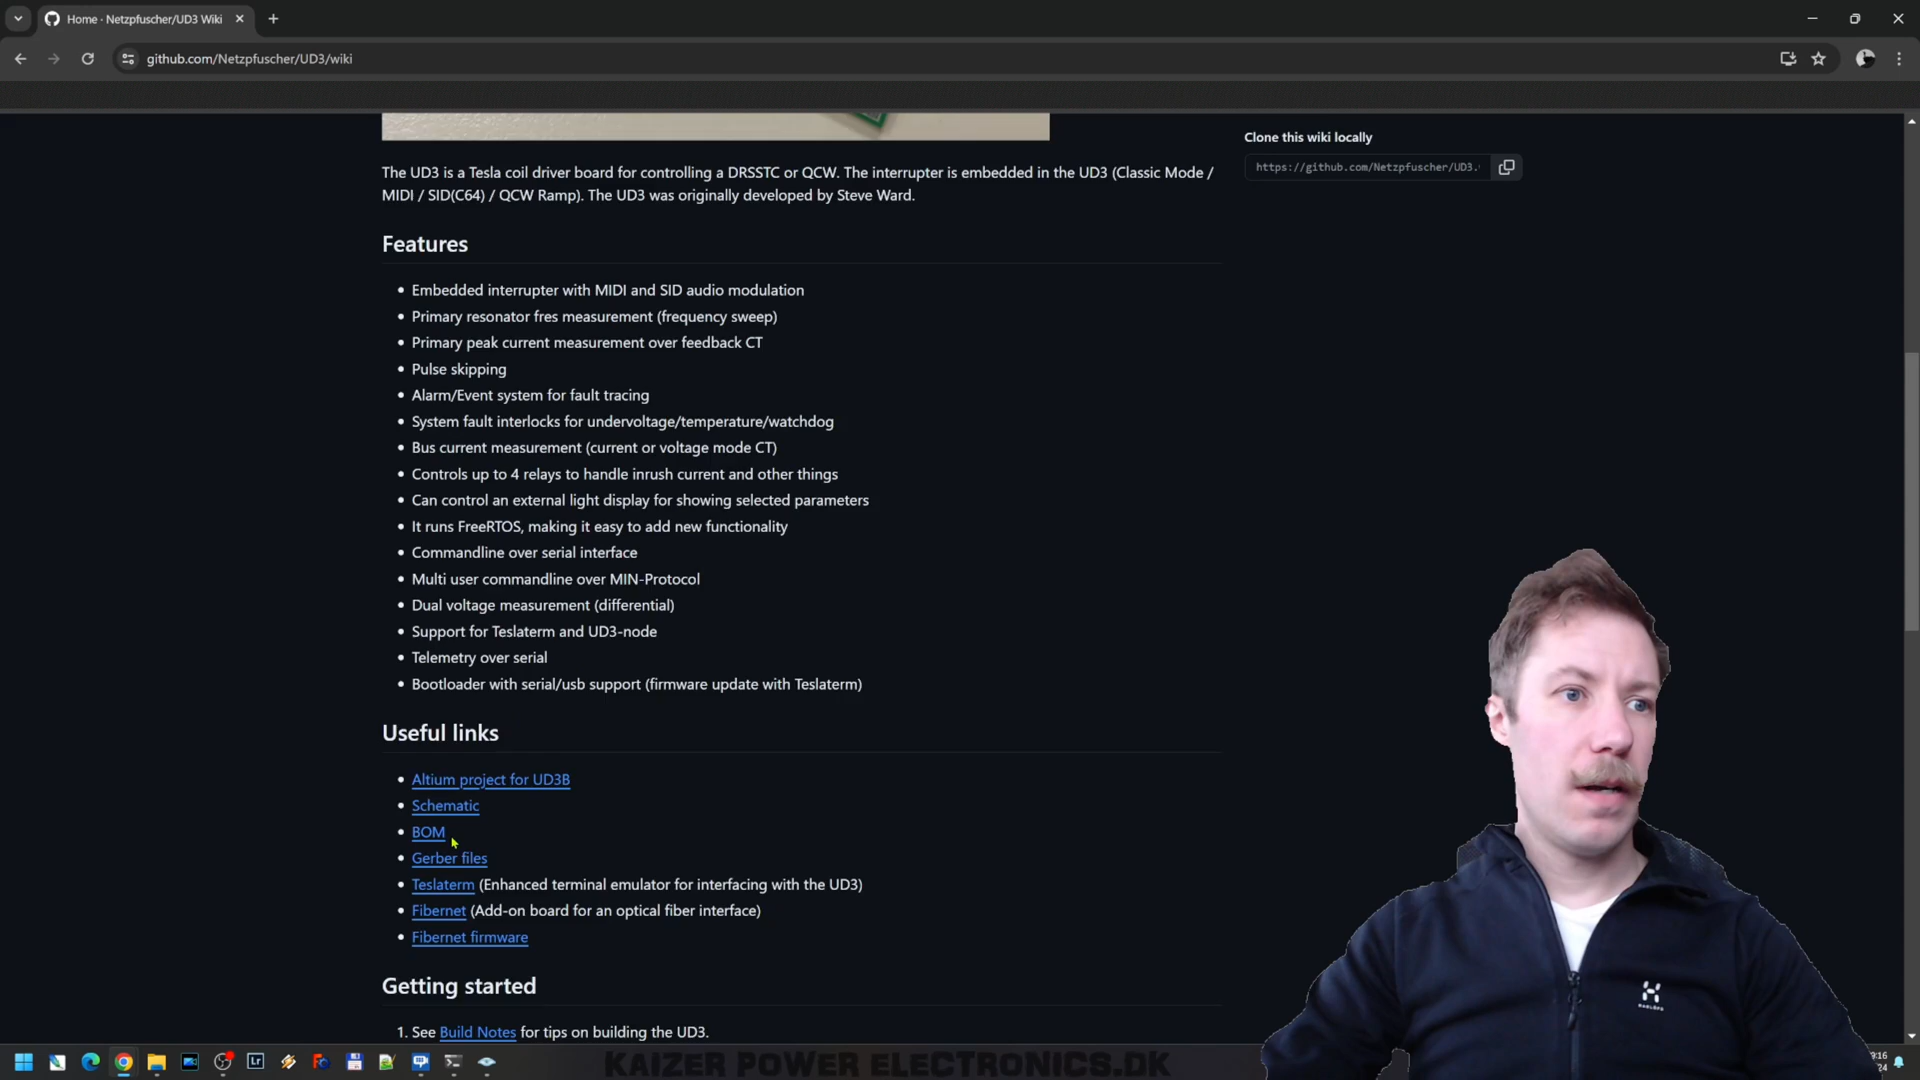 Home · Netzpfuscher/UD3 Wiki
github.com/Netzpfuscher/UD3/wiki
Clone this wiki locally
https://github.com/Netzpfuscher/UD3.
The UD3 is a Tesla coil driver board for controlling a DRSSTC or QCW. The interrupter is embedded in the UD3 (Classic Mode /
MIDI / SID(C64) / QCW Ramp). The UD3 was originally developed by Steve Ward.
Features
• Embedded interrupter with MIDI and SID audio modulation
• Primary resonator fres measurement (frequency sweep)
• Primary peak current measurement over feedback CT
• Pulse skipping
• Alarm/Event system for fault tracing
• System fault interlocks for undervoltage/temperature/watchdog
• Bus current measurement (current or voltage mode CT)
• Controls up to 4 relays to handle inrush current and other things
• Can control an external light display for showing selected parameters
• It runs FreeRTOS, making it easy to add new functionality
• Commandline over serial interface
• Multi user commandline over MIN-Protocol
• Dual voltage measurement (differential)
• Support for Teslaterm and UD3-node
• Telemetry over serial
• Bootloader with serial/usb support (firmware update with Teslaterm)
Useful links
• Altium project for UD3B
• Schematic
• BOM
• Gerber files
• Teslaterm (Enhanced terminal emulator for interfacing with the UD3)
• Fibernet (Add-on board for an optical fiber interface)
• Fibernet firmware
Getting started
1. See Build Notes for tips on building the UD3.
HAGLÖFS
Lr
KAIZER POWER ELECTRONICS.DK
:16
24